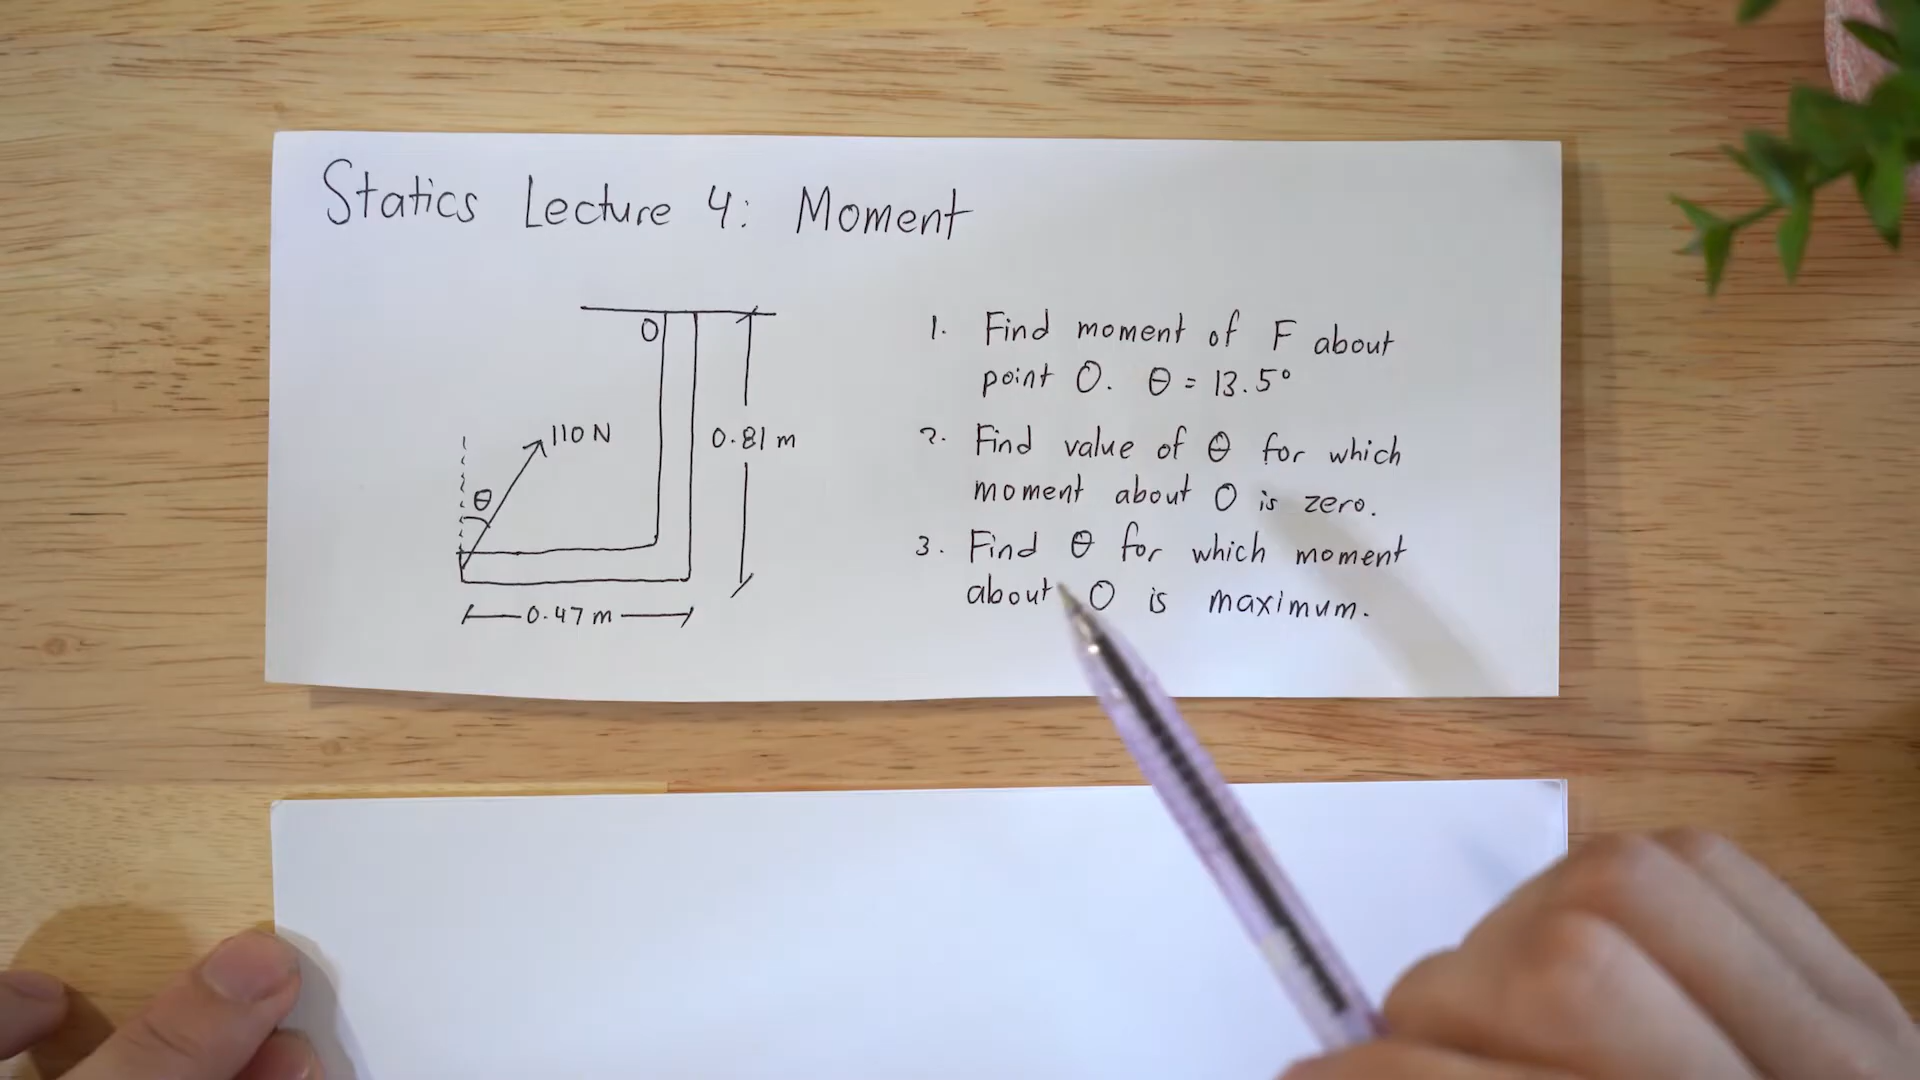 Statics Lecture 4: Moment
O
110 N
θ
0.81 m
0.47 m
1. Find moment of F about
point O. θ = 13.5°
2. Find value of θ for which
moment about O is zero.
3. Find θ for which moment
about O is maximum.